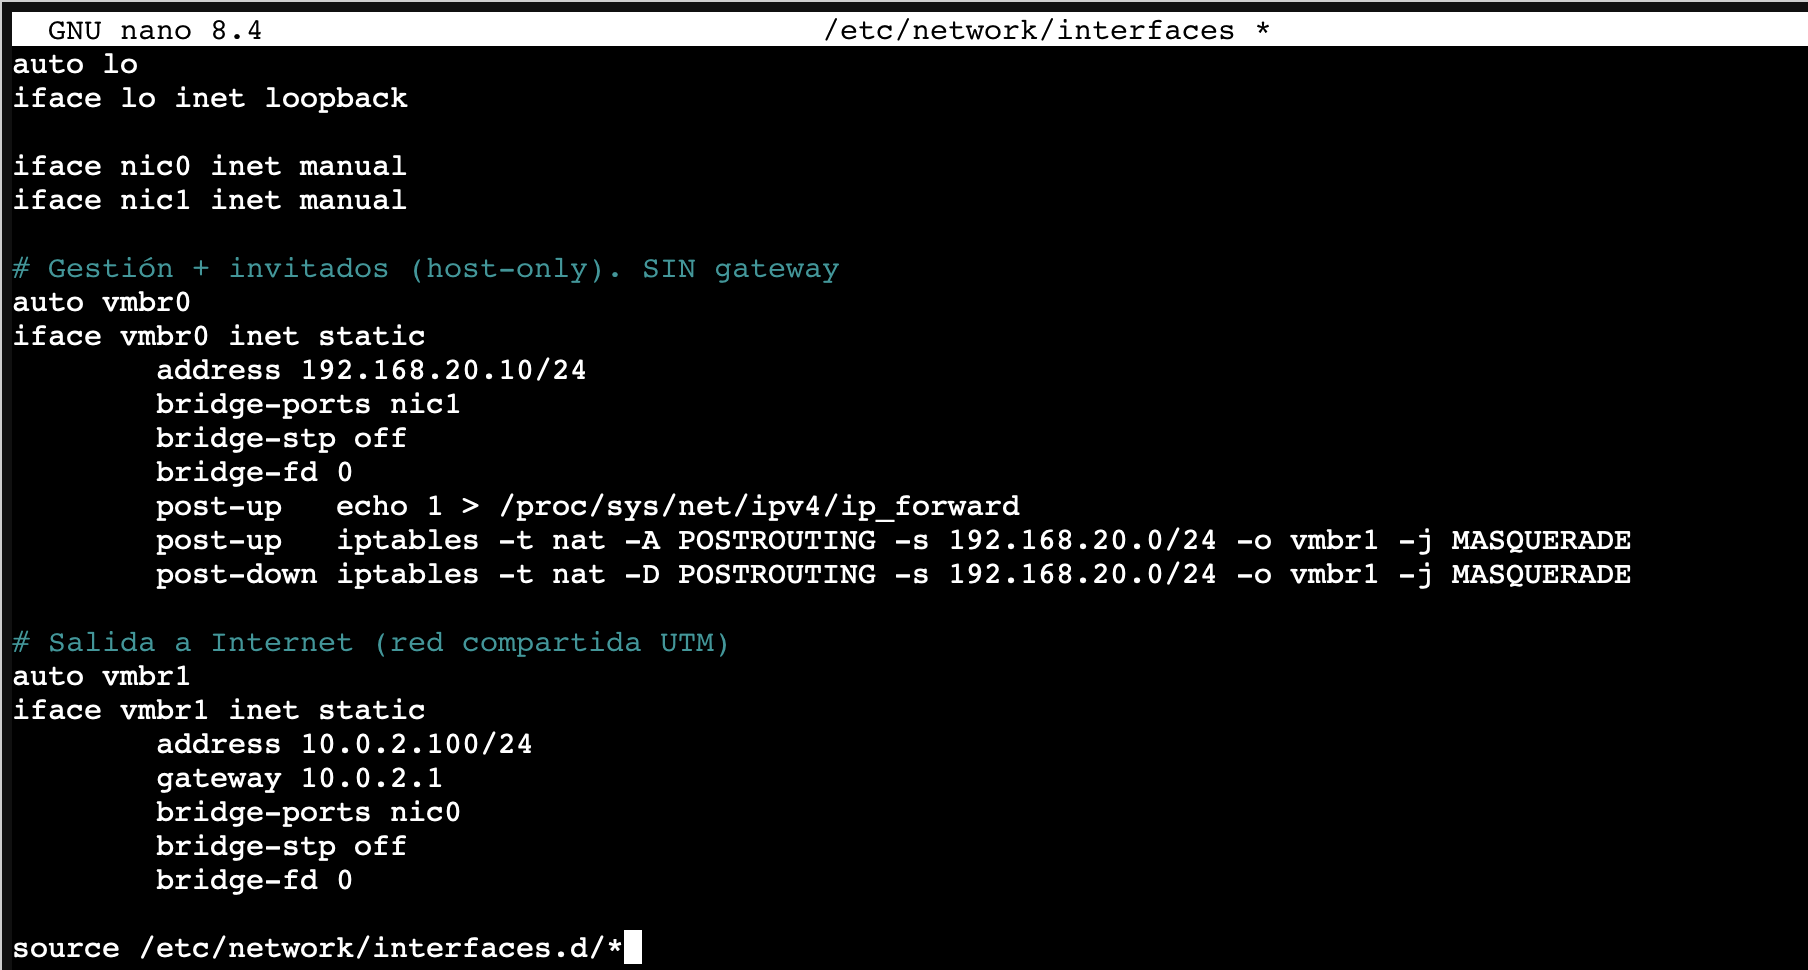 GNU nano 8.4 /etc/network/interfaces *
auto lo
iface lo inet loopback
iface nic0 inet manual
iface nic1 inet manual
# Gestión + invitados (host-only). SIN gateway
auto vmbr0
iface vmbr0 inet static
address 192.168.20.10/24
bridge-ports nic1
bridge-stp off
bridge-fd 0
post-up echo 1 > /proc/sys/net/ipv4/ip_forward
post-up iptables -t nat -A POSTROUTING -s 192.168.20.0/24 -o vmbr1 -j MASQUERADE
post-down iptables -t nat -D POSTROUTING -s 192.168.20.0/24 -o vmbr1 -j MASQUERADE
# Salida a Internet (red compartida UTM)
auto vmbr1
iface vmbr1 inet static
address 10.0.2.100/24
gateway 10.0.2.1
bridge-ports nic0
bridge-stp off
bridge-fd 0
source /etc/network/interfaces.d/*